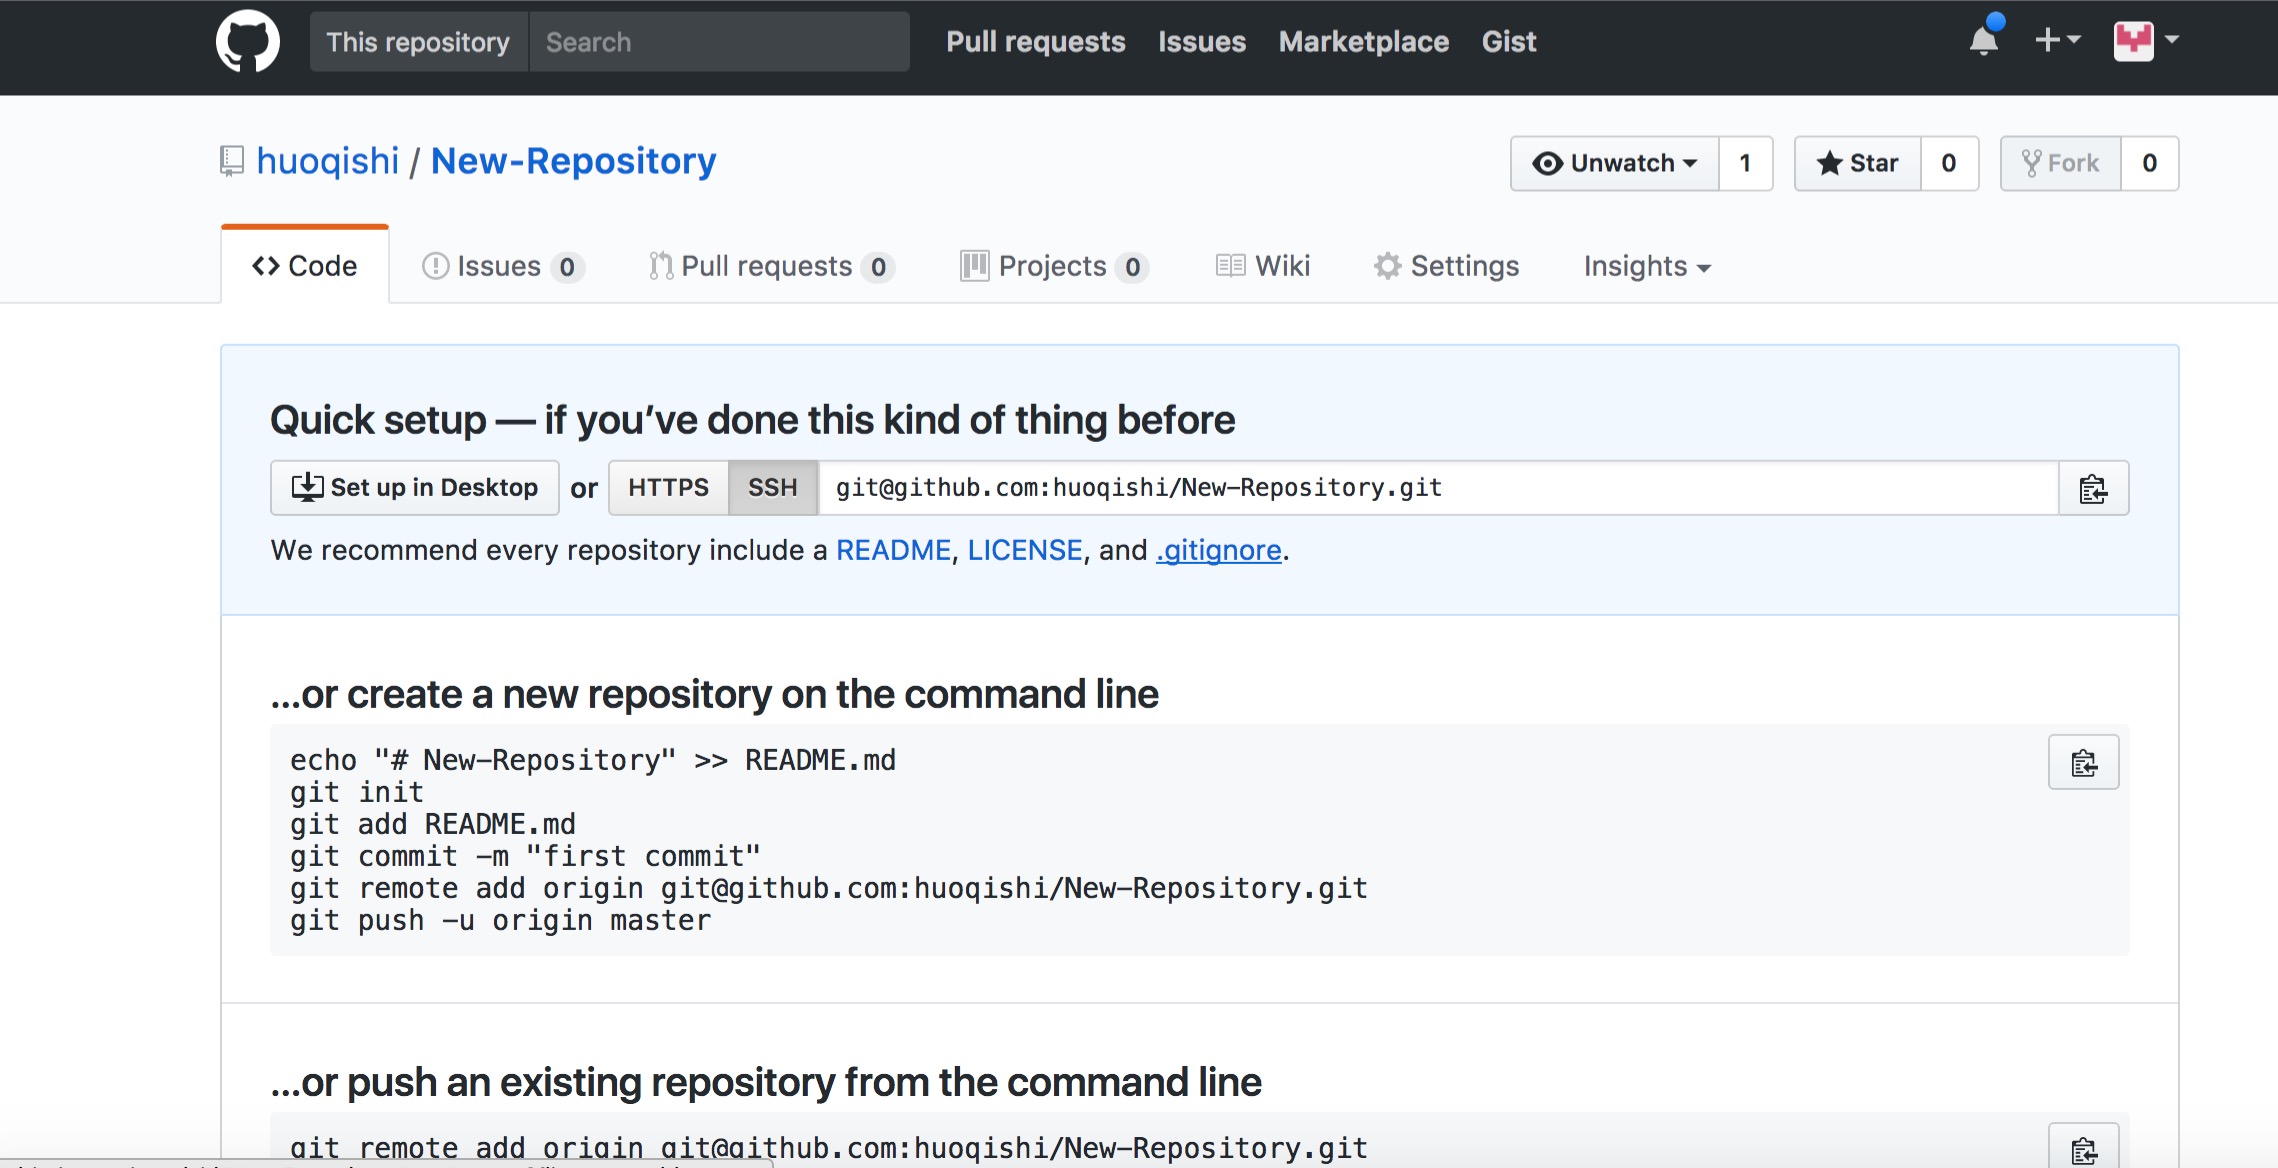 This repository Search Pull requests Issues Marketplace Gist
huoqishi / New-Repository Unwatch 1 Star 0 Fork 0
Code Issues 0 Pull requests 0 Projects 0 Wiki Settings Insights
Quick setup — if you’ve done this kind of thing before
Set up in Desktop or HTTPS SSH git@github.com:huoqishi/New-Repository.git
We recommend every repository include a README, LICENSE, and .gitignore.
…or create a new repository on the command line
echo "# New-Repository" >> README.md
git init
git add README.md
git commit -m "first commit"
git remote add origin git@github.com:huoqishi/New-Repository.git
git push -u origin master
…or push an existing repository from the command line
git remote add origin git@github.com:huoqishi/New-Repository.git